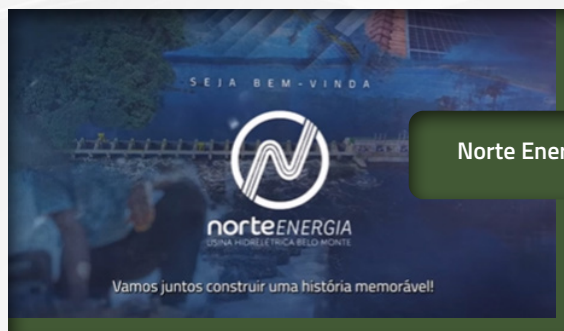 SEJA BEM-VINDA
norteENERGIA
USINA HIDRELÉTRICA BELO MONTE
Vamos juntos construir uma história memorável!
Norte Ener